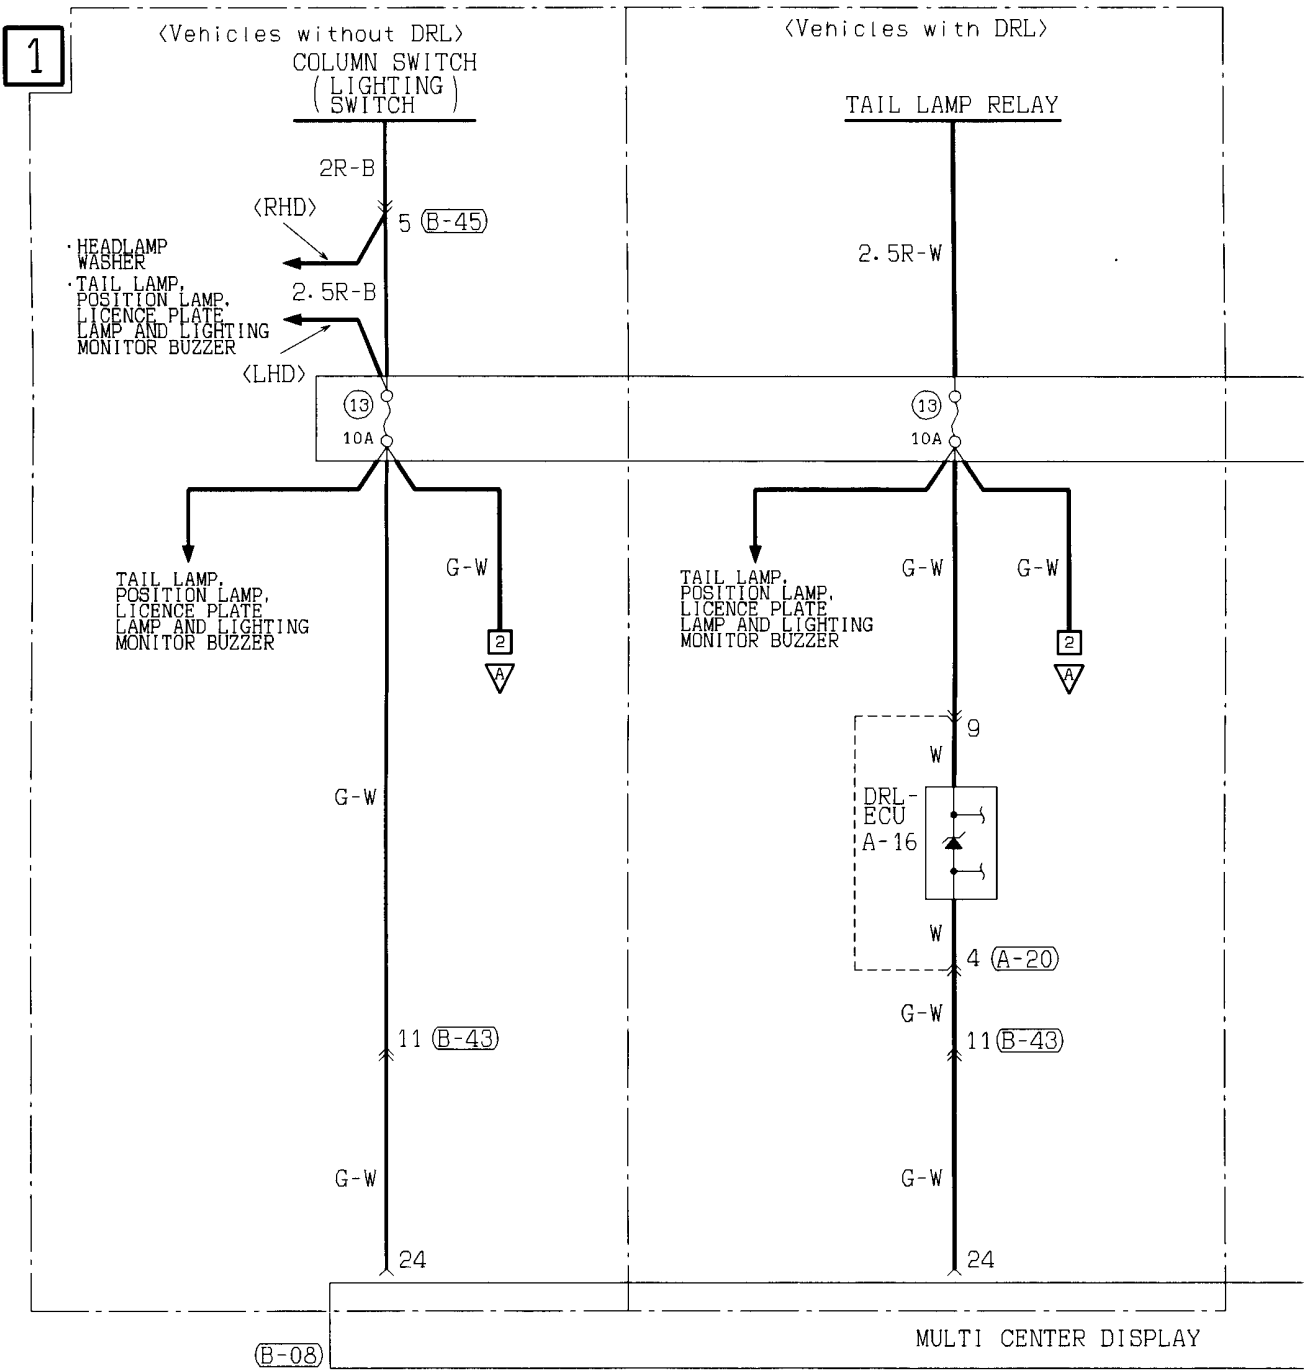 1
<Vehicles without DRL>
COLUMN SWITCH
(LIGHTING
SWITCH)
2R-B
5 (B-45)
<RHD>
·HEADLAMP
WASHER
·TAIL LAMP,
POSITION LAMP,
LICENCE PLATE
LAMP AND LIGHTING
MONITOR BUZZER
2.5R-B
<LHD>
13
10A
TAIL LAMP,
POSITION LAMP,
LICENCE PLATE
LAMP AND LIGHTING
MONITOR BUZZER
G-W
2
A
G-W
11 (B-43)
G-W
24
<Vehicles with DRL>
TAIL LAMP RELAY
2.5R-W
13
10A
TAIL LAMP,
POSITION LAMP,
LICENCE PLATE
LAMP AND LIGHTING
MONITOR BUZZER
G-W
G-W
2
A
9
W
DRL-
ECU
A-16
W
4 (A-20)
G-W
11 (B-43)
G-W
24
MULTI CENTER DISPLAY
(B-08)